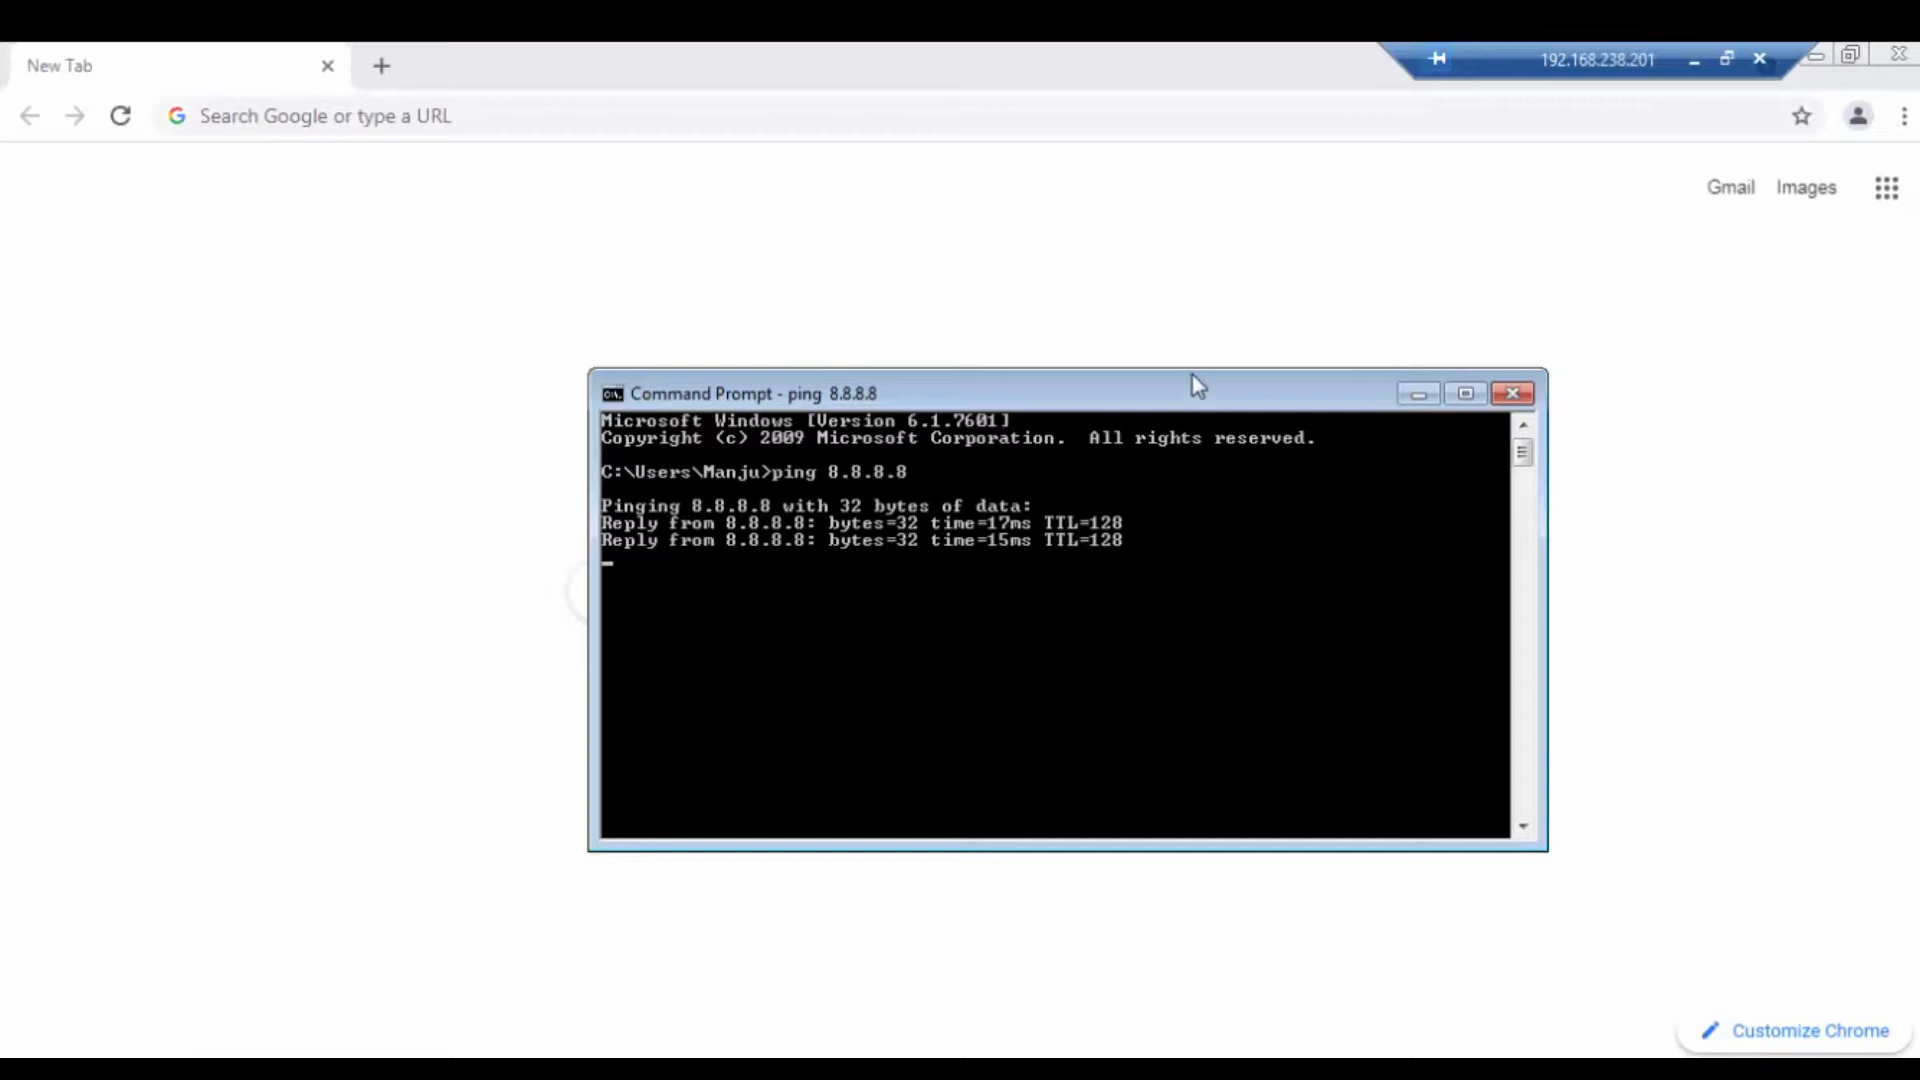 New Tab
192.168.238.201
Search Google or type a URL
Gmail Images
Command Prompt - ping 8.8.8.8
Microsoft Windows [Version 6.1.7601]
Copyright (c) 2009 Microsoft Corporation. All rights reserved.
C:\Users\Manju>ping 8.8.8.8
Pinging 8.8.8.8 with 32 bytes of data:
Reply from 8.8.8.8: bytes=32 time=17ms TTL=128
Reply from 8.8.8.8: bytes=32 time=15ms TTL=128
Customize Chrome